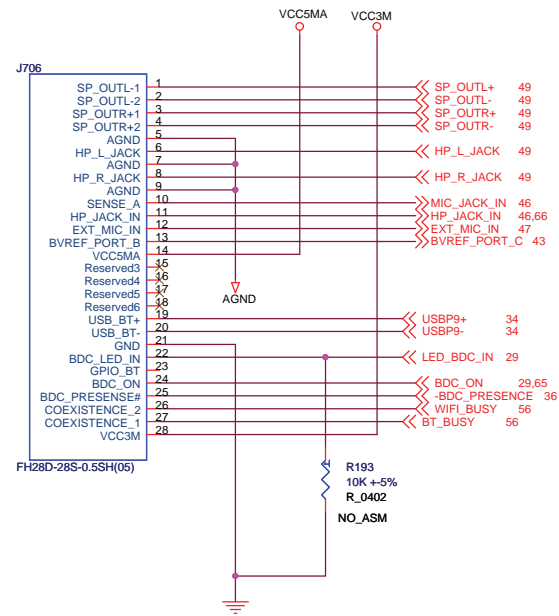 VCC5MA VCC3M
J706
SP_OUTL-1 1 SP_OUTL+ 49
SP_OUTL-2 2 SP_OUTL- 49
SP_OUTR+1 3 SP_OUTR+ 49
SP_OUTR+2 4 SP_OUTR- 49
AGND 5
HP_L_JACK 6 HP_L_JACK 49
AGND 7
HP_R_JACK 8 HP_R_JACK 49
AGND 9
SENSE_A 10 MIC_JACK_IN 46
HP_JACK_IN 11 HP_JACK_IN 46,66
EXT_MIC_IN 12 EXT_MIC_IN 47
BVREF_PORT_B 13 BVREF_PORT_C 43
VCC5MA 14
Reserved3 15
Reserved4 16
Reserved5 17
Reserved6 18
AGND
USB_BT+ 19 USBP9+ 34
USB_BT- 20 USBP9- 34
GND 21
BDC_LED_IN 22 LED_BDC_IN 29
GPIO_BT 23
BDC_ON 24 BDC_ON 29,65
BDC_PRESENSE# 25 -BDC_PRESENCE 36
COEXISTENCE_2 26 WIFI_BUSY 56
COEXISTENCE_1 27 BT_BUSY 56
VCC3M 28
FH28D-28S-0.5SH(05)
R193
10K +-5%
R_0402
NO_ASM